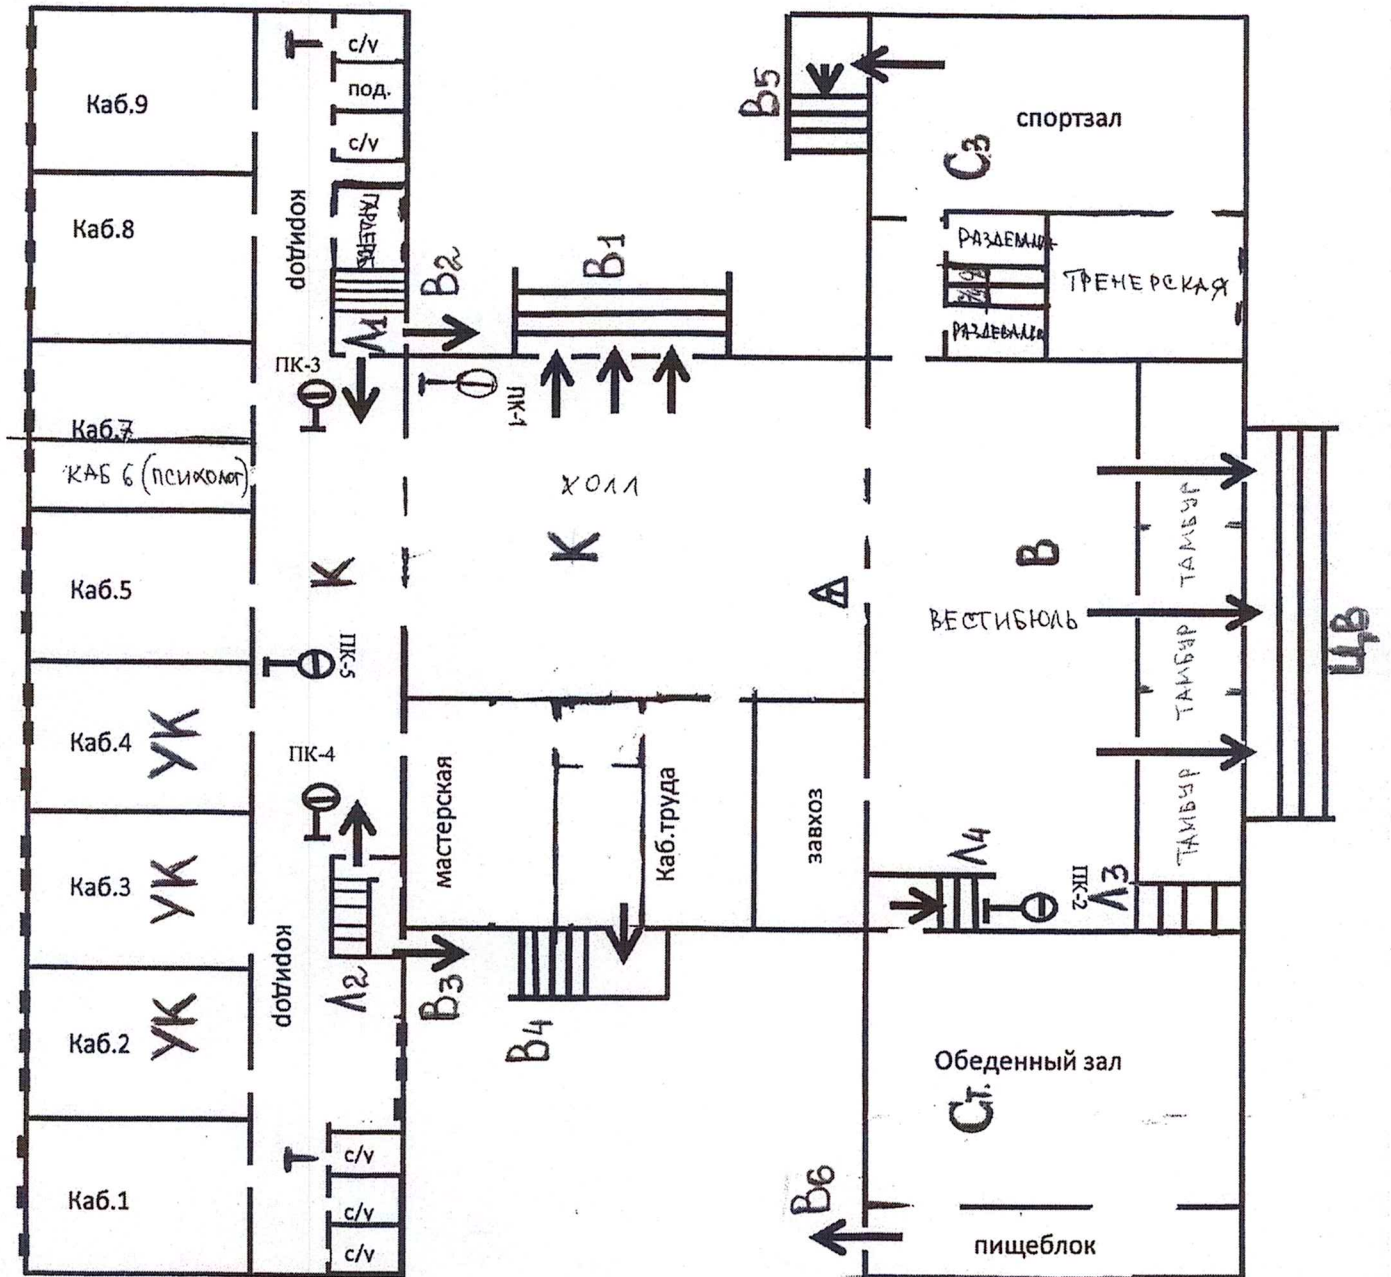 Каб.9
Каб.8
Каб.7
КАБ 6 (ПСИХОЛОГ)
Каб.5
Каб.4
УК
Каб.3
УК
Каб.2
УК
Каб.1
коридор
коридор
с/у
под.
с/у
ГАРДЕРОБ
Л1
В2
ПК-3
К
ПК-5
ПК-4
Л2
В3
с/у
с/у
с/у
В1
ПК-1
ХОЛЛ
К
мастерская
Каб.труда
завхоз
В4
В5
спортзал
СЗ
РАЗДЕВАЛКА
РАЗДЕВАЛКА
ТРЕНЕРСКАЯ
В
ВЕСТИБЮЛЬ
ТАМБУР
ТАМБУР
ТАМБУР
ЦВ
Л4
ПК-2
Л3
Обеденный зал
Ст.
В6
пищеблок